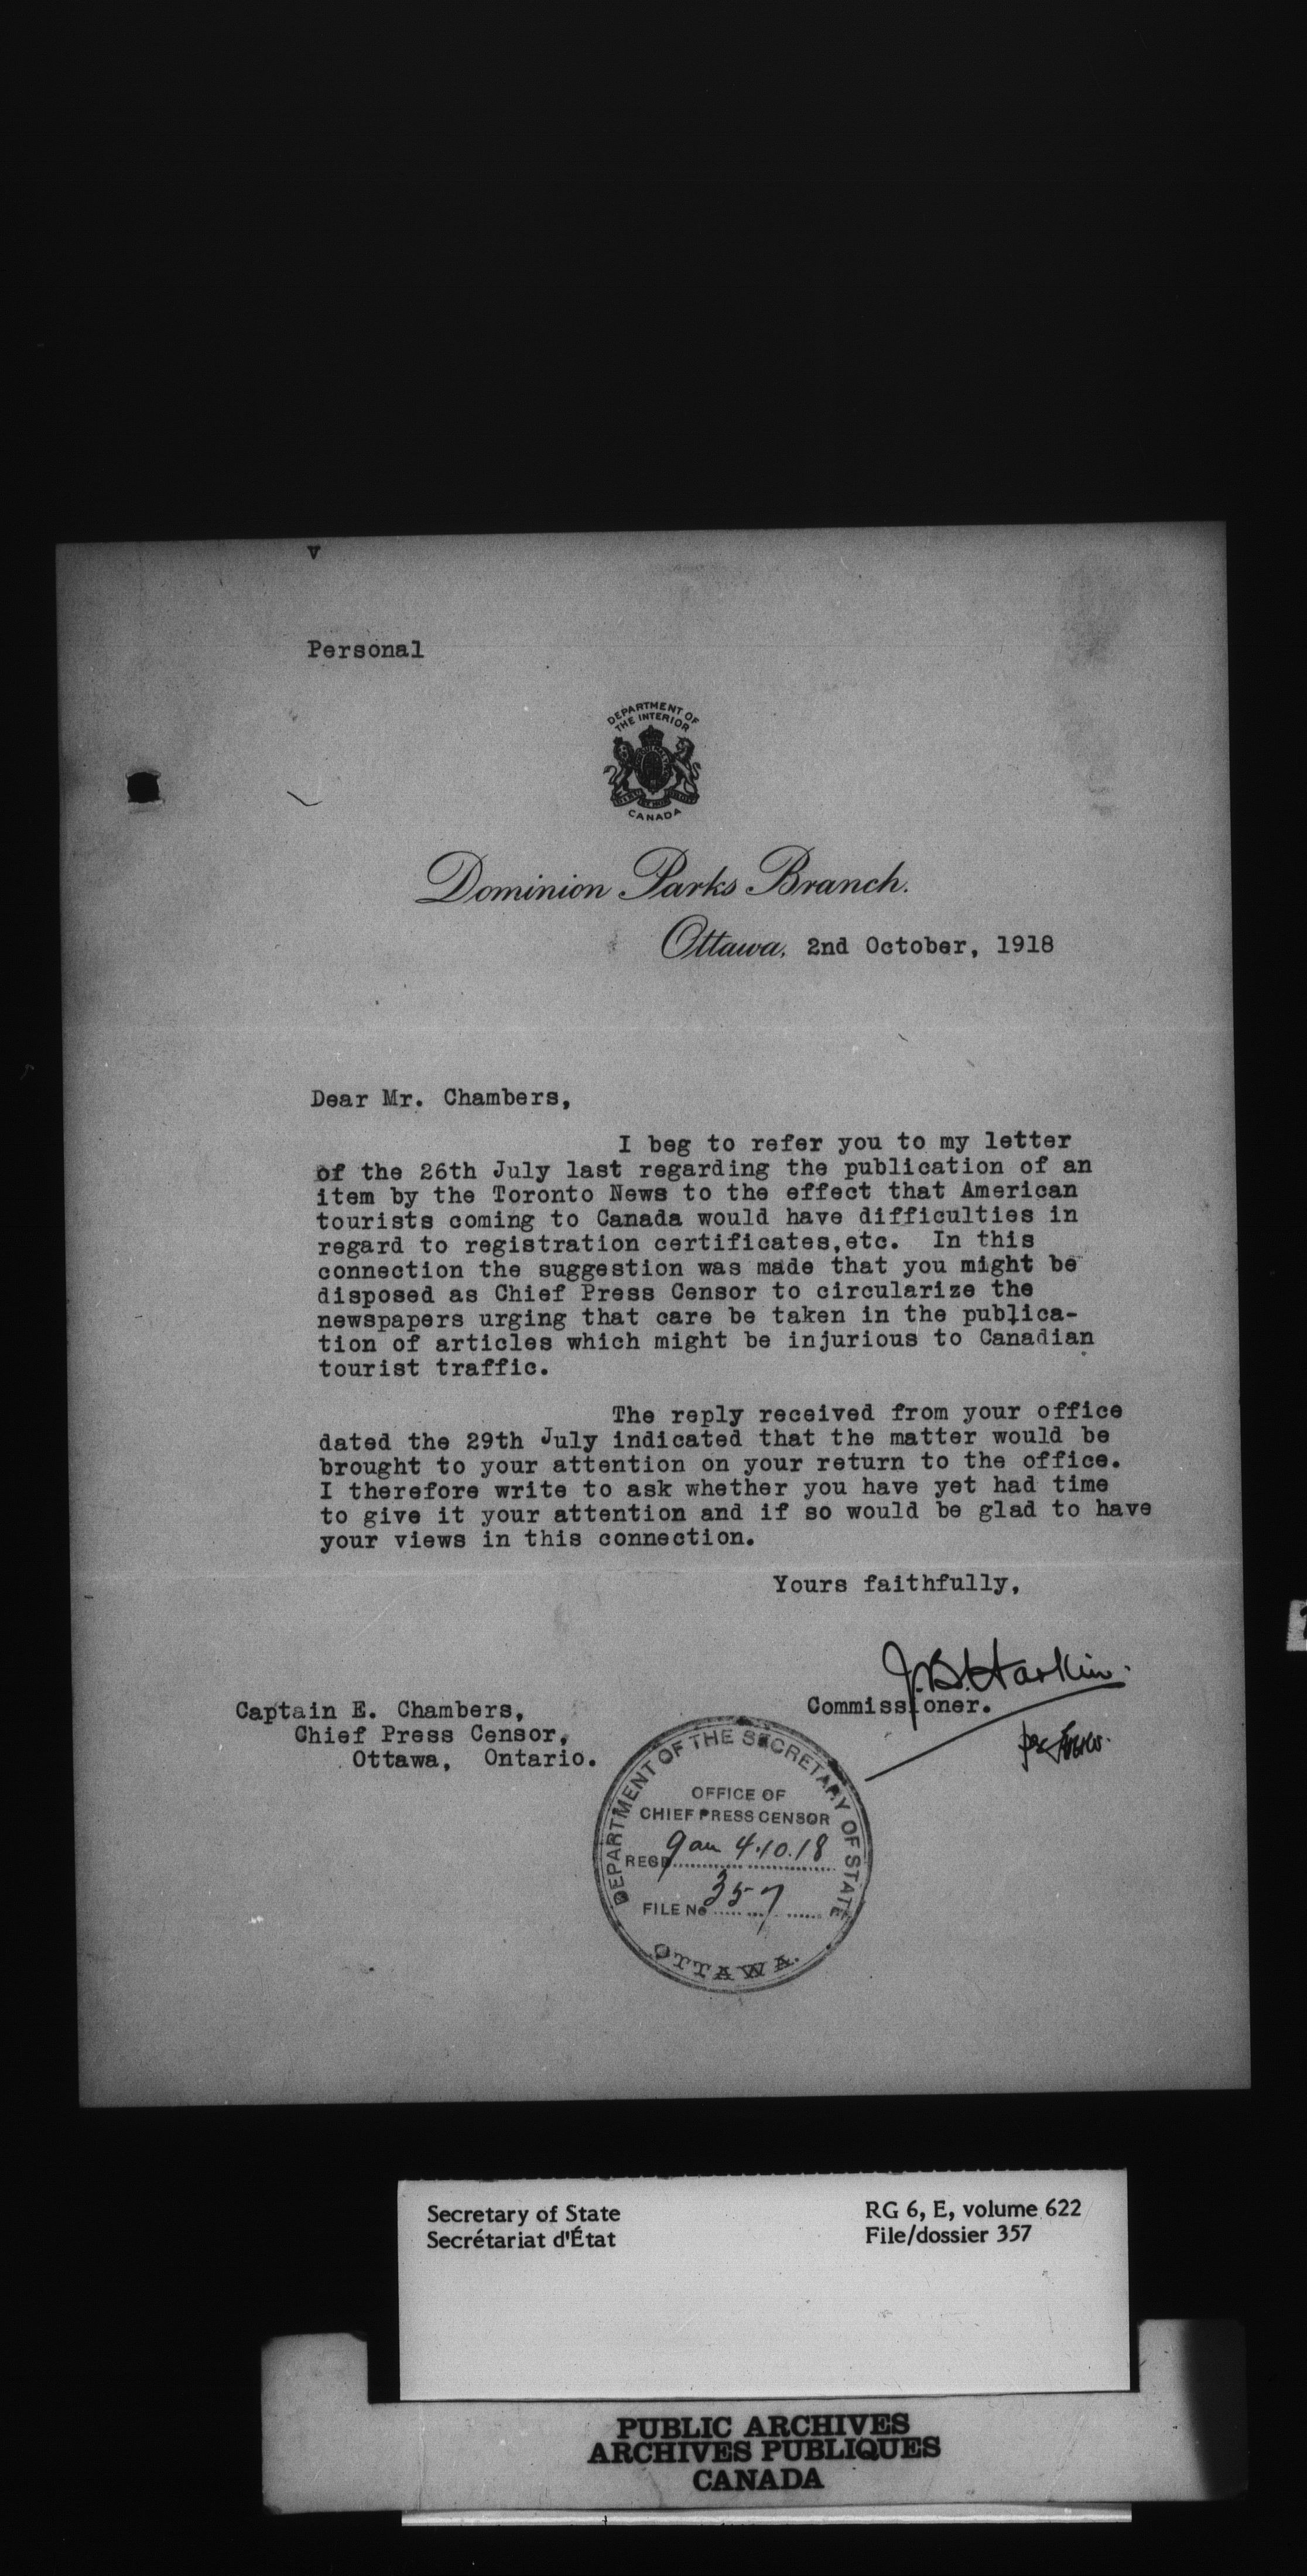 V
Personal
DEPARTMENT OF
THE INTERIOR
CANADA
Dominion Parks Branch.
Ottawa, 2nd October, 1918
Dear Mr. Chambers,
I beg to refer you to my letter
of the 26th July last regarding the publication of an
item by the Toronto News to the effect that American
tourists coming to Canada would have difficulties in
regard to registration certificates,etc. In this
connection the suggestion was made that you might be
disposed as Chief Press Censor to circularize the
newspapers urging that care be taken in the publica-
tion of articles which might be injurious to Canadian
tourist traffic.
The reply received from your office
dated the 29th July indicated that the matter would be
brought to your attention on your return to the office.
I therefore write to ask whether you have yet had time
to give it your attention and if so would be glad to have
your views in this connection.
Yours faithfully,
J.B. Harkin.
Commissioner.
Captain E. Chambers,
Chief Press Censor,
Ottawa, Ontario.
DEPARTMENT OF THE SECRETARY OF STATE
OFFICE OF
CHIEF PRESS CENSOR
REGD 9am 4.10.18
FILE No 357
OTTAWA.
Secretary of State
Secrétariat d'État
RG 6, E, volume 622
File/dossier 357
PUBLIC ARCHIVES
ARCHIVES PUBLIQUES
CANADA